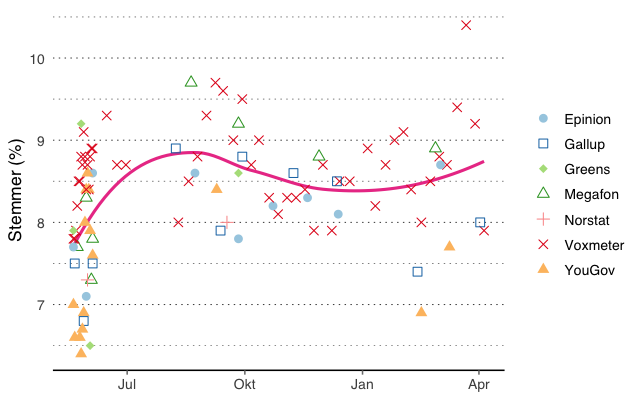 Stemmer (%)
10
9
8
7
Jul
Okt
Jan
Apr
Epinion
Gallup
Greens
Megafon
Norstat
Voxmeter
YouGov